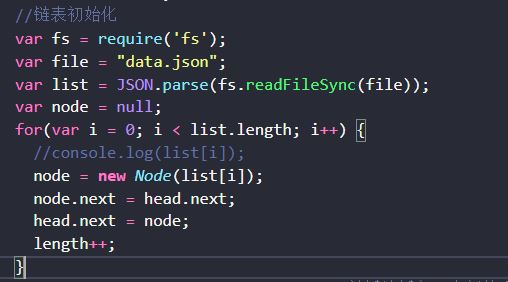 //链表初始化
var fs = require('fs');
var file = "data.json";
var list = JSON.parse(fs.readFileSync(file));
var node = null;
for(var i = 0; i < list.length; i++) {
  //console.log(list[i]);
  node = new Node(list[i]);
  node.next = head.next;
  head.next = node;
  length++;
}